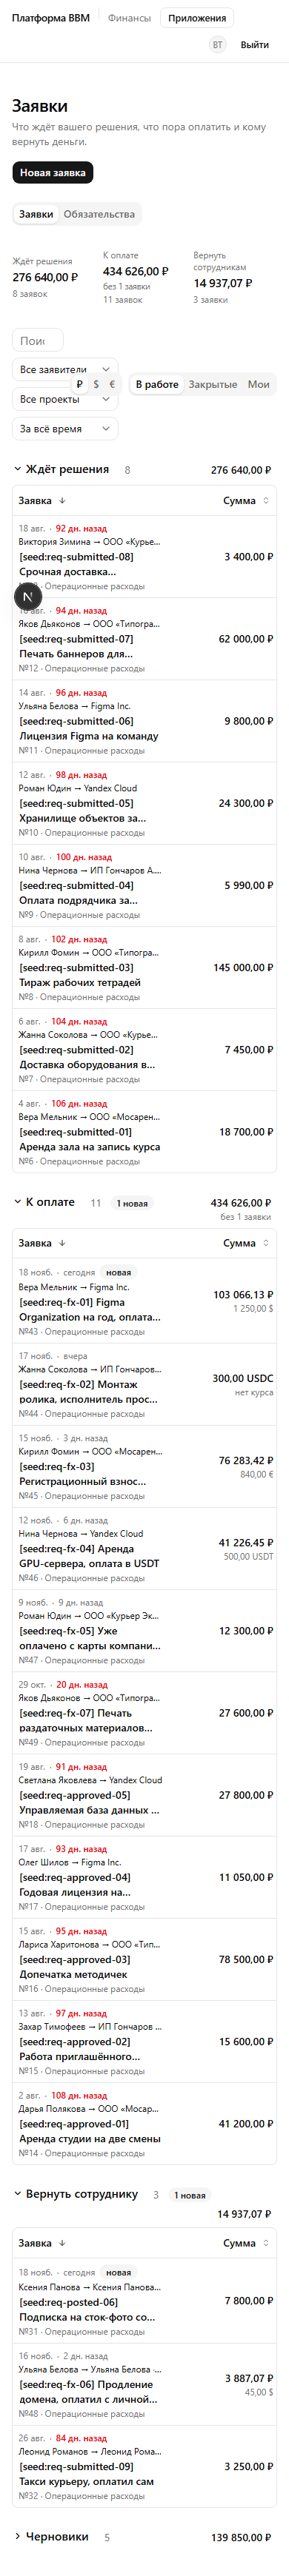 Платформа BBM
Финансы
Приложения
BT
Выйти
Заявки
Что ждёт вашего решения, что пора оплатить и кому
вернуть деньги.
Новая заявка
Заявки
Обязательства
Ждёт решения
276 640,00 ₽
8 заявок
К оплате
434 626,00 ₽
без 1 заявки
11 заявок
Вернуть
сотрудникам
14 937,07 ₽
3 заявки
Все заявители
₽ $ €
В работе
Закрытые
Мои
Все проекты
За всё время
Ждёт решения 8 276 640,00 ₽
Заявка ↓ Сумма
18 авг. · 92 дн. назад
Виктория Зимина → ООО «Курье...
[seed:req-submitted-08] 3 400,00 ₽
Срочная доставка...
Операционные расходы
94 дн. назад
Яков Дьяконов → ООО «Типогра...
[seed:req-submitted-07] 62 000,00 ₽
Печать баннеров для...
№12 · Операционные расходы
14 авг. · 96 дн. назад
Ульяна Белова → Figma Inc.
[seed:req-submitted-06] 9 800,00 ₽
Лицензия Figma на команду
№11 · Операционные расходы
12 авг. · 98 дн. назад
Роман Юдин → Yandex Cloud
[seed:req-submitted-05] 24 300,00 ₽
Хранилище объектов за...
№10 · Операционные расходы
10 авг. · 100 дн. назад
Нина Чернова → ИП Гончаров А....
[seed:req-submitted-04] 5 990,00 ₽
Оплата подрядчика за...
№9 · Операционные расходы
8 авг. · 102 дн. назад
Кирилл Фомин → ООО «Типогра...
[seed:req-submitted-03] 145 000,00 ₽
Тираж рабочих тетрадей
№8 · Операционные расходы
6 авг. · 104 дн. назад
Жанна Соколова → ООО «Курье...
[seed:req-submitted-02] 7 450,00 ₽
Доставка оборудования в...
№7 · Операционные расходы
4 авг. · 106 дн. назад
Вера Мельник → ООО «Мосарен...
[seed:req-submitted-01] 18 700,00 ₽
Аренда зала на запись курса
№6 · Операционные расходы
К оплате 11 1 новая 434 626,00 ₽
без 1 заявки
Заявка ↓ Сумма
18 нояб. · сегодня новая
Вера Мельник → Figma Inc.
[seed:req-fx-01] Figma 103 066,13 ₽
Organization на год, оплата... 1 250,00 $
№43 · Операционные расходы
17 нояб. · вчера
Жанна Соколова → ИП Гончаров...
[seed:req-fx-02] Монтаж 300,00 USDC
ролика, исполнитель прос... нет курса
№44 · Операционные расходы
15 нояб. · 3 дн. назад
Кирилл Фомин → ООО «Мосарен...
[seed:req-fx-03] 76 283,42 ₽
Регистрационный взнос... 840,00 €
№45 · Операционные расходы
12 нояб. · 6 дн. назад
Нина Чернова → Yandex Cloud
[seed:req-fx-04] Аренда 41 226,45 ₽
GPU-сервера, оплата в USDT 500,00 USDT
№46 · Операционные расходы
9 нояб. · 9 дн. назад
Роман Юдин → ООО «Курьер Эк...
[seed:req-fx-05] Уже 12 300,00 ₽
оплачено с карты компани...
№47 · Операционные расходы
29 окт. · 20 дн. назад
Яков Дьяконов → ООО «Типогра...
[seed:req-fx-07] Печать 27 600,00 ₽
раздаточных материалов...
№49 · Операционные расходы
19 авг. · 91 дн. назад
Светлана Яковлева → Yandex Cloud
[seed:req-approved-05] 27 800,00 ₽
Управляемая база данных ...
№18 · Операционные расходы
17 авг. · 93 дн. назад
Олег Шилов → Figma Inc.
[seed:req-approved-04] 11 050,00 ₽
Годовая лицензия на...
№17 · Операционные расходы
15 авг. · 95 дн. назад
Лариса Харитонова → ООО «Тип...
[seed:req-approved-03] 78 500,00 ₽
Допечатка методичек
№16 · Операционные расходы
13 авг. · 97 дн. назад
Захар Тимофеев → ИП Гончаров ...
[seed:req-approved-02] 15 600,00 ₽
Работа приглашённого...
№15 · Операционные расходы
2 авг. · 108 дн. назад
Дарья Полякова → ООО «Мосар...
[seed:req-approved-01] 41 200,00 ₽
Аренда студии на две смены
№14 · Операционные расходы
Вернуть сотруднику 3 1 новая
14 937,07 ₽
Заявка ↓ Сумма
18 нояб. · сегодня новая
Ксения Панова → Ксения Панова...
[seed:req-posted-06] 7 800,00 ₽
Подписка на сток-фото со...
№31 · Операционные расходы
16 нояб. · 2 дн. назад
Ульяна Белова → Ульяна Белова ·...
[seed:req-fx-06] Продление 3 887,07 ₽
домена, оплатил с личной... 45,00 $
№48 · Операционные расходы
26 авг. · 84 дн. назад
Леонид Романов → Леонид Рома...
[seed:req-submitted-09] 3 250,00 ₽
Такси курьеру, оплатил сам
№32 · Операционные расходы
Черновики 5 139 850,00 ₽